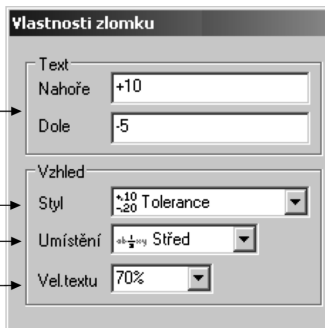 Vlastnosti zlomku
Text
Nahoře +10
Dole -5
Vzhled
Styl +.10 -.20 Tolerance
Umístění Střed
Vel.textu 70%